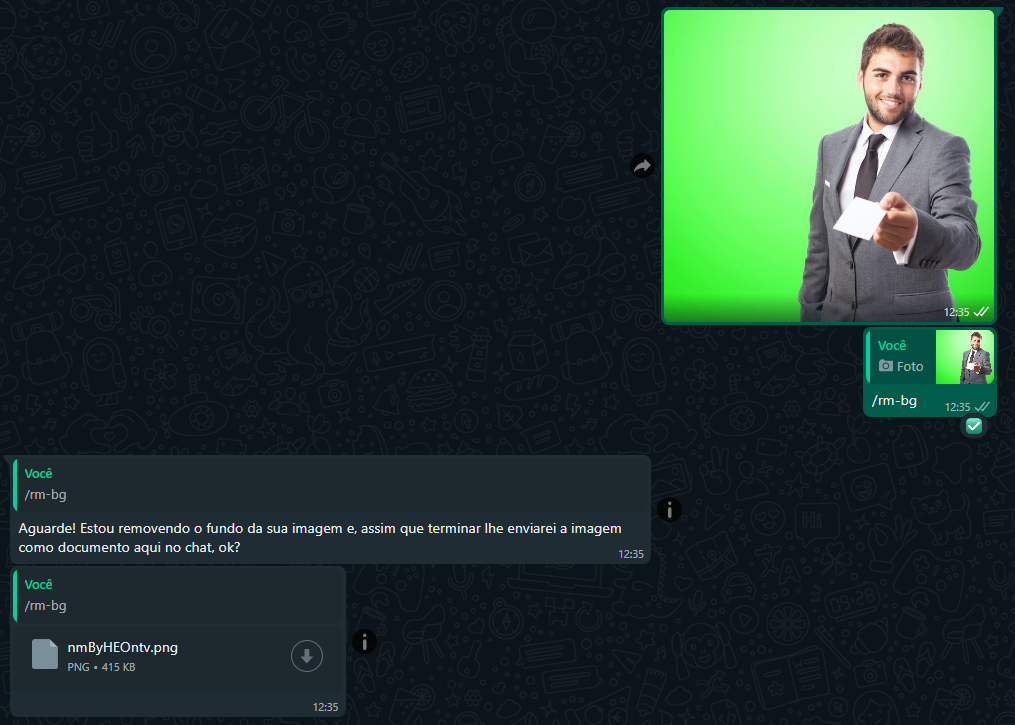 12:35
Você
Foto
/rm-bg
12:35
Você
/rm-bg
Aguarde! Estou removendo o fundo da sua imagem e, assim que terminar lhe enviarei a imagem
como documento aqui no chat, ok?
12:35
Você
/rm-bg
nmByHEOntv.png
PNG • 415 KB
12:35